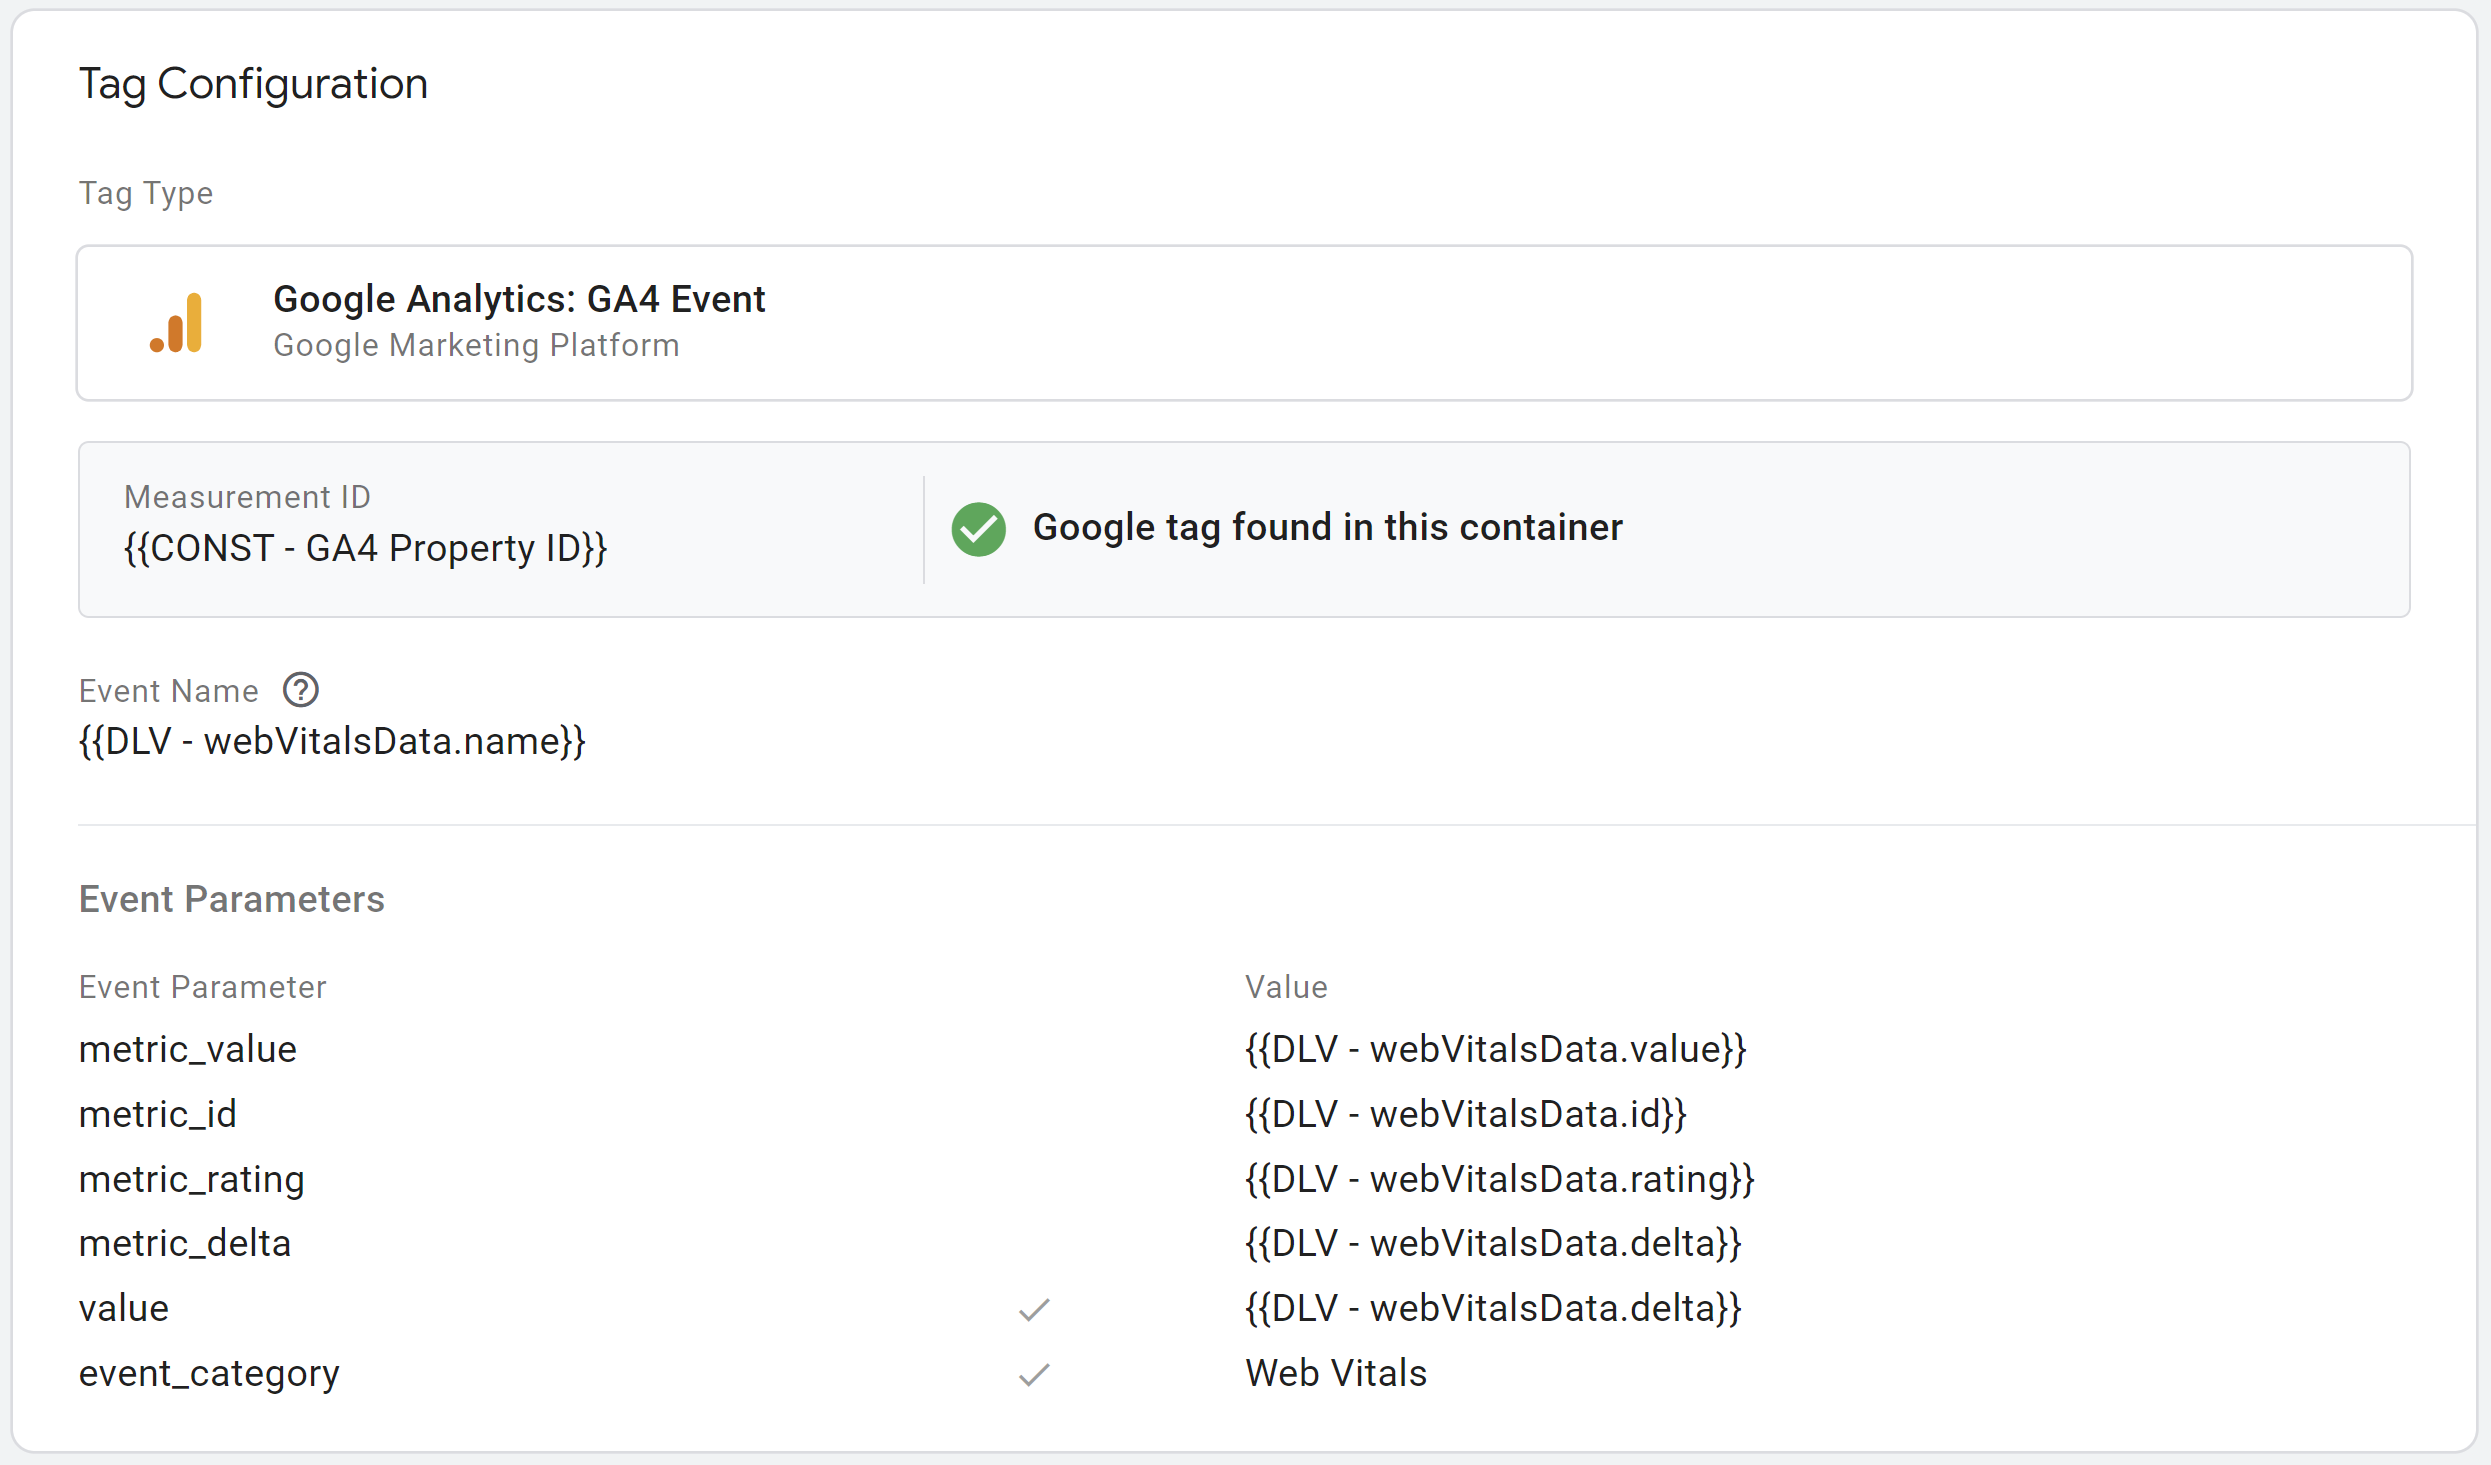 Tag Configuration
Tag Type
Google Analytics: GA4 Event
Google Marketing Platform
Measurement ID
{{CONST - GA4 Property ID}}
Google tag found in this container
Event Name
{{DLV - webVitalsData.name}}
Event Parameters
Event Parameter Value
metric_value {{DLV - webVitalsData.value}}
metric_id {{DLV - webVitalsData.id}}
metric_rating {{DLV - webVitalsData.rating}}
metric_delta {{DLV - webVitalsData.delta}}
value {{DLV - webVitalsData.delta}}
event_category Web Vitals